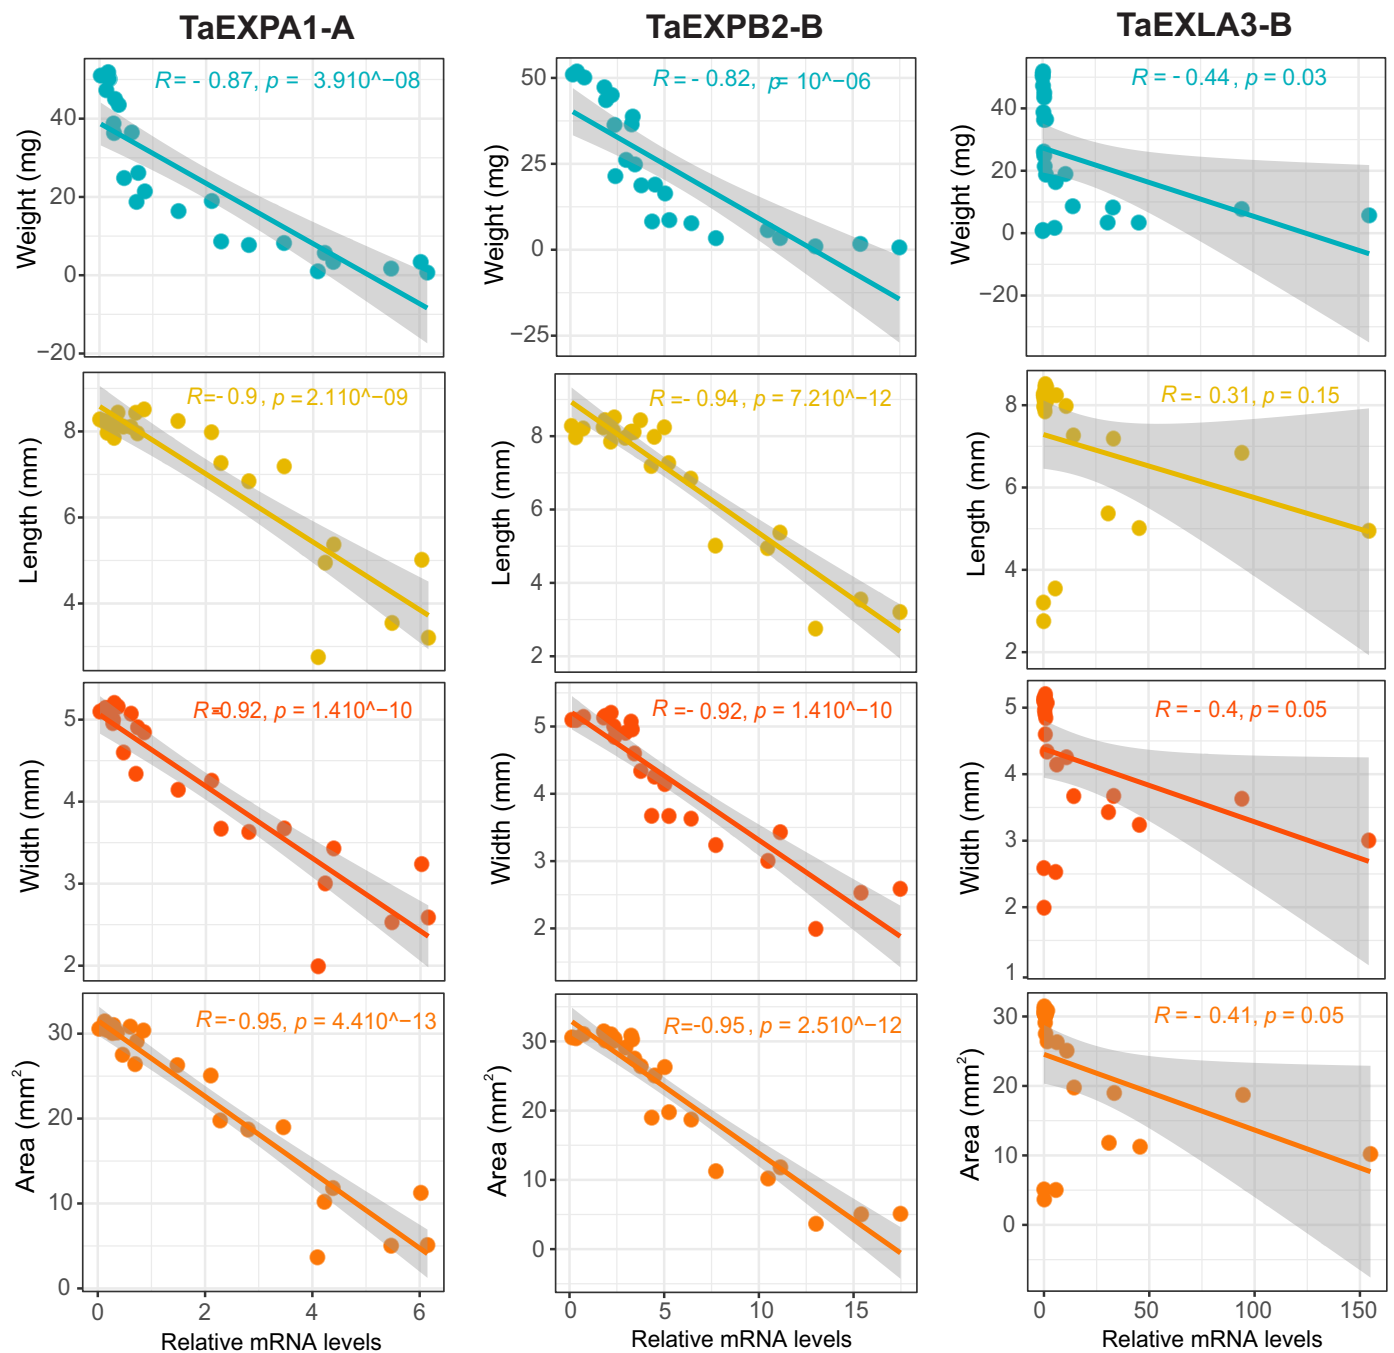 TaEXPA1-A TaEXPB2-B TaEXLA3-B
R= - 0.87, p = 3.910^−08
Weight (mg)
40
20
0
−20
R= - 0.82, p= 10^−06
Weight (mg)
50
25
0
−25
R= - 0.44, p = 0.03
Weight (mg)
40
20
0
−20
R=- 0.9, p = 2.110^−09
Length (mm)
8
6
4
R=- 0.94, p = 7.210^−12
Length (mm)
8
6
4
2
R=- 0.31, p = 0.15
Length (mm)
8
6
4
2
R=-0.92, p = 1.410^−10
Width (mm)
5
4
3
2
R=- 0.92, p = 1.410^−10
Width (mm)
5
4
3
2
R=- 0.4, p = 0.05
Width (mm)
5
4
3
2
1
R=-0.95, p = 4.410^−13
Area (mm²)
30
20
10
0
R=-0.95, p = 2.510^−12
Area (mm²)
30
20
10
0
R= - 0.41, p = 0.05
Area (mm²)
30
20
10
0
0 2 4 6
0 5 10 15
0 50 100 150
Relative mRNA levels Relative mRNA levels Relative mRNA levels